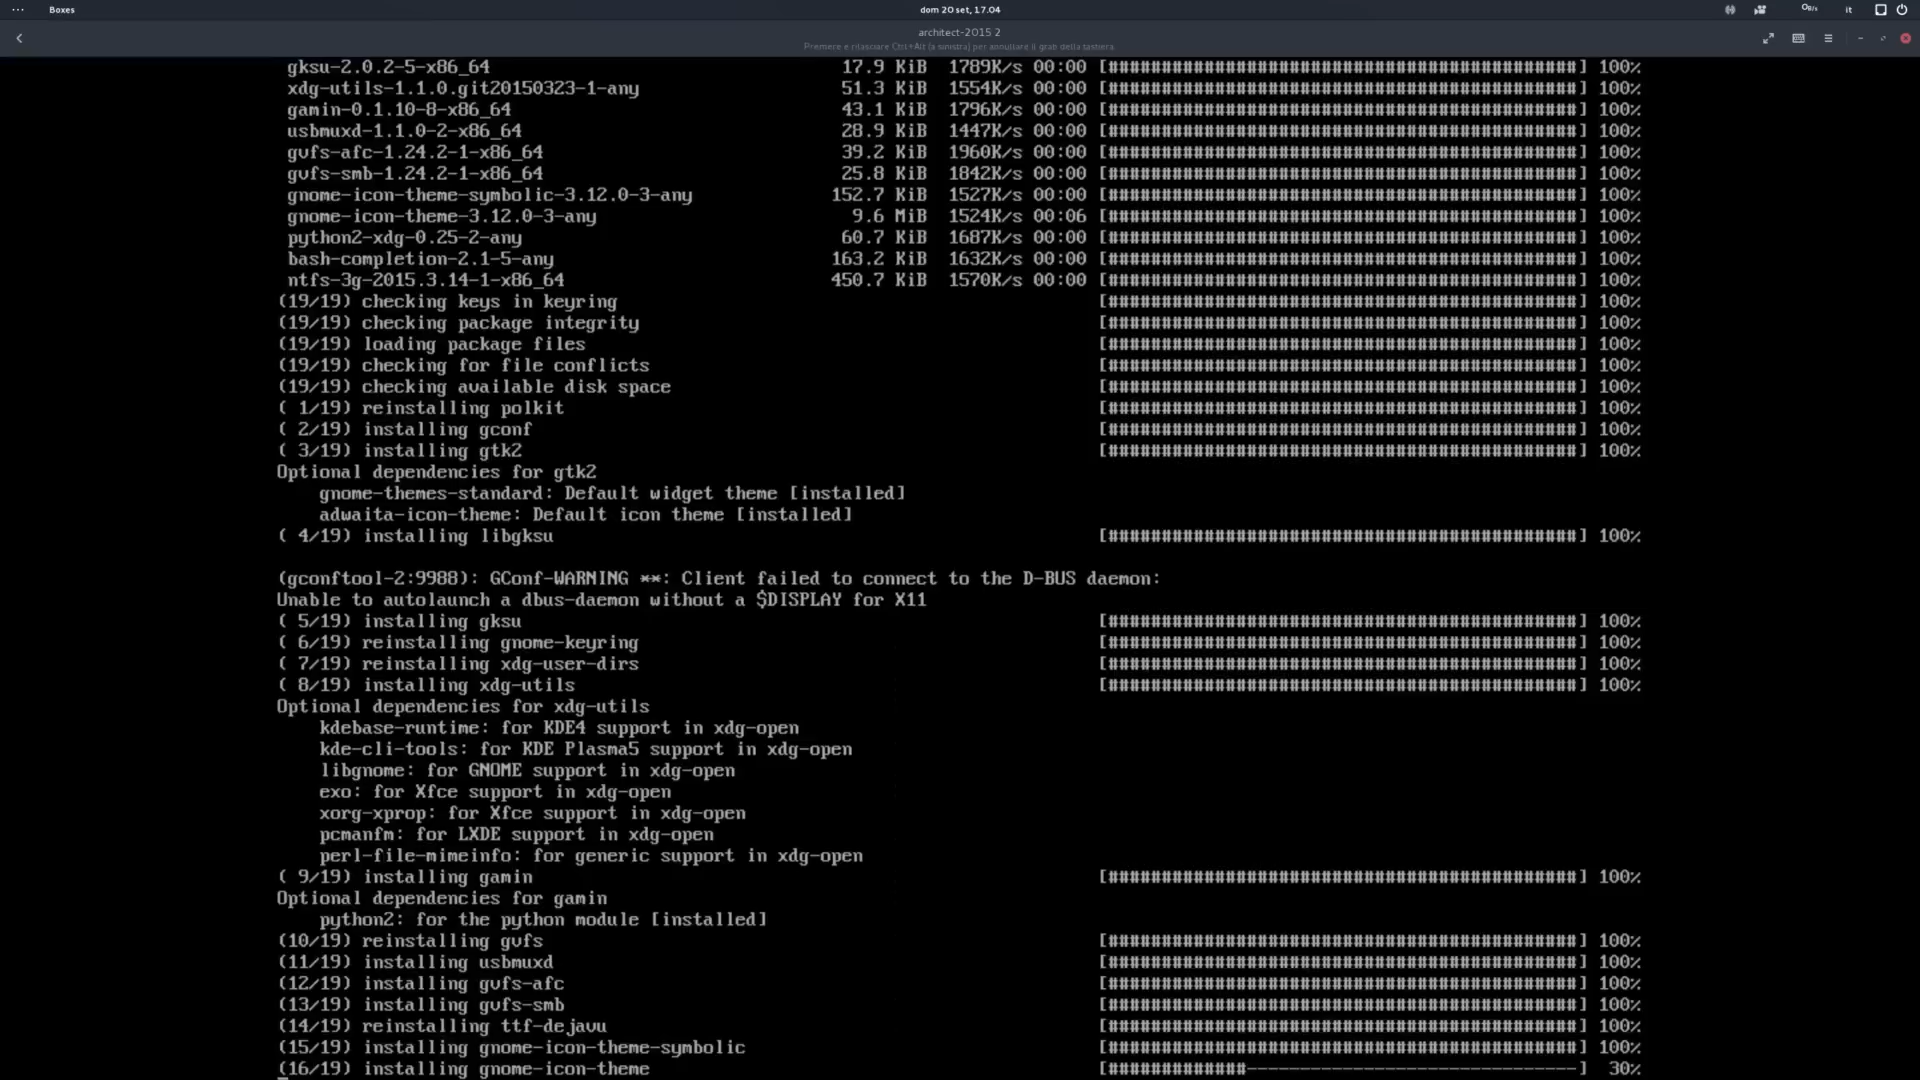 Boxes
dom 20 set, 17.04
0B/s
it
architect-2015 2
Premere e rilasciare Ctrl+Alt (a sinistra) per annullare il grab della tastiera.
gksu-2.0.2-5-x86_64 17.9 KiB 1789K/s 00:00 [############################################] 100%
xdg-utils-1.1.0.git20150323-1-any 51.3 KiB 1554K/s 00:00 [############################################] 100%
gamin-0.1.10-8-x86_64 43.1 KiB 1796K/s 00:00 [############################################] 100%
usbmuxd-1.1.0-2-x86_64 28.9 KiB 1447K/s 00:00 [############################################] 100%
gvfs-afc-1.24.2-1-x86_64 39.2 KiB 1960K/s 00:00 [############################################] 100%
gvfs-smb-1.24.2-1-x86_64 25.8 KiB 1842K/s 00:00 [############################################] 100%
gnome-icon-theme-symbolic-3.12.0-3-any 152.7 KiB 1527K/s 00:00 [############################################] 100%
gnome-icon-theme-3.12.0-3-any 9.6 MiB 1524K/s 00:06 [############################################] 100%
python2-xdg-0.25-2-any 60.7 KiB 1687K/s 00:00 [############################################] 100%
bash-completion-2.1-5-any 163.2 KiB 1632K/s 00:00 [############################################] 100%
ntfs-3g-2015.3.14-1-x86_64 450.7 KiB 1570K/s 00:00 [############################################] 100%
(19/19) checking keys in keyring [############################################] 100%
(19/19) checking package integrity [############################################] 100%
(19/19) loading package files [############################################] 100%
(19/19) checking for file conflicts [############################################] 100%
(19/19) checking available disk space [############################################] 100%
( 1/19) reinstalling polkit [############################################] 100%
( 2/19) installing gconf [############################################] 100%
( 3/19) installing gtk2 [############################################] 100%
Optional dependencies for gtk2
gnome-themes-standard: Default widget theme [installed]
adwaita-icon-theme: Default icon theme [installed]
( 4/19) installing libgksu [############################################] 100%
(gconftool-2:9988): GConf-WARNING **: Client failed to connect to the D-BUS daemon:
Unable to autolaunch a dbus-daemon without a $DISPLAY for X11
( 5/19) installing gksu [############################################] 100%
( 6/19) reinstalling gnome-keyring [############################################] 100%
( 7/19) reinstalling xdg-user-dirs [############################################] 100%
( 8/19) installing xdg-utils [############################################] 100%
Optional dependencies for xdg-utils
kdebase-runtime: for KDE4 support in xdg-open
kde-cli-tools: for KDE Plasma5 support in xdg-open
libgnome: for GNOME support in xdg-open
exo: for Xfce support in xdg-open
xorg-xprop: for Xfce support in xdg-open
pcmanfm: for LXDE support in xdg-open
perl-file-mimeinfo: for generic support in xdg-open
( 9/19) installing gamin [############################################] 100%
Optional dependencies for gamin
python2: for the python module [installed]
(10/19) reinstalling gvfs [############################################] 100%
(11/19) installing usbmuxd [############################################] 100%
(12/19) installing gvfs-afc [############################################] 100%
(13/19) installing gvfs-smb [############################################] 100%
(14/19) reinstalling ttf-dejavu [############################################] 100%
(15/19) installing gnome-icon-theme-symbolic [############################################] 100%
(16/19) installing gnome-icon-theme [#############-------------------------------] 30%